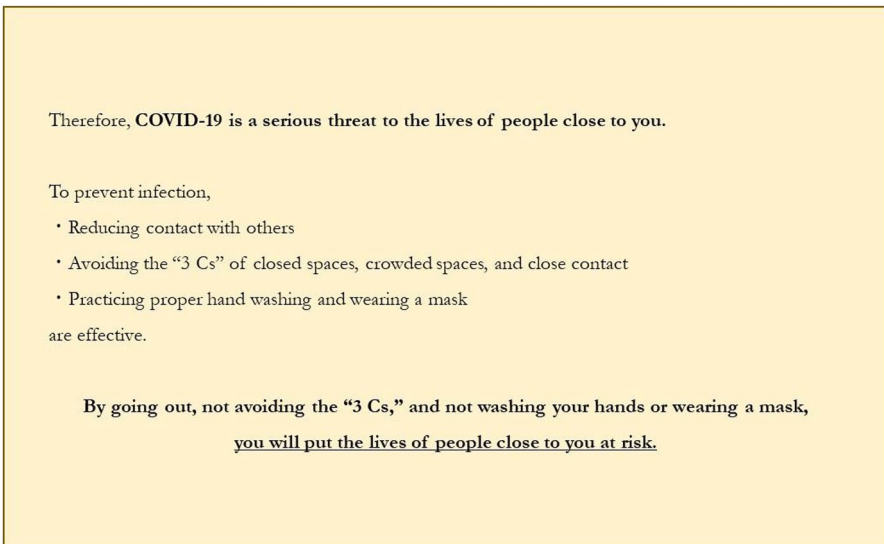 Therefore, COVID-19 is a serious threat to the lives of people close to you.
To prevent infection,
・Reducing contact with others
・Avoiding the “3 Cs” of closed spaces, crowded spaces, and close contact
・Practicing proper hand washing and wearing a mask
are effective.
By going out, not avoiding the “3 Cs,” and not washing your hands or wearing a mask,
you will put the lives of people close to you at risk.